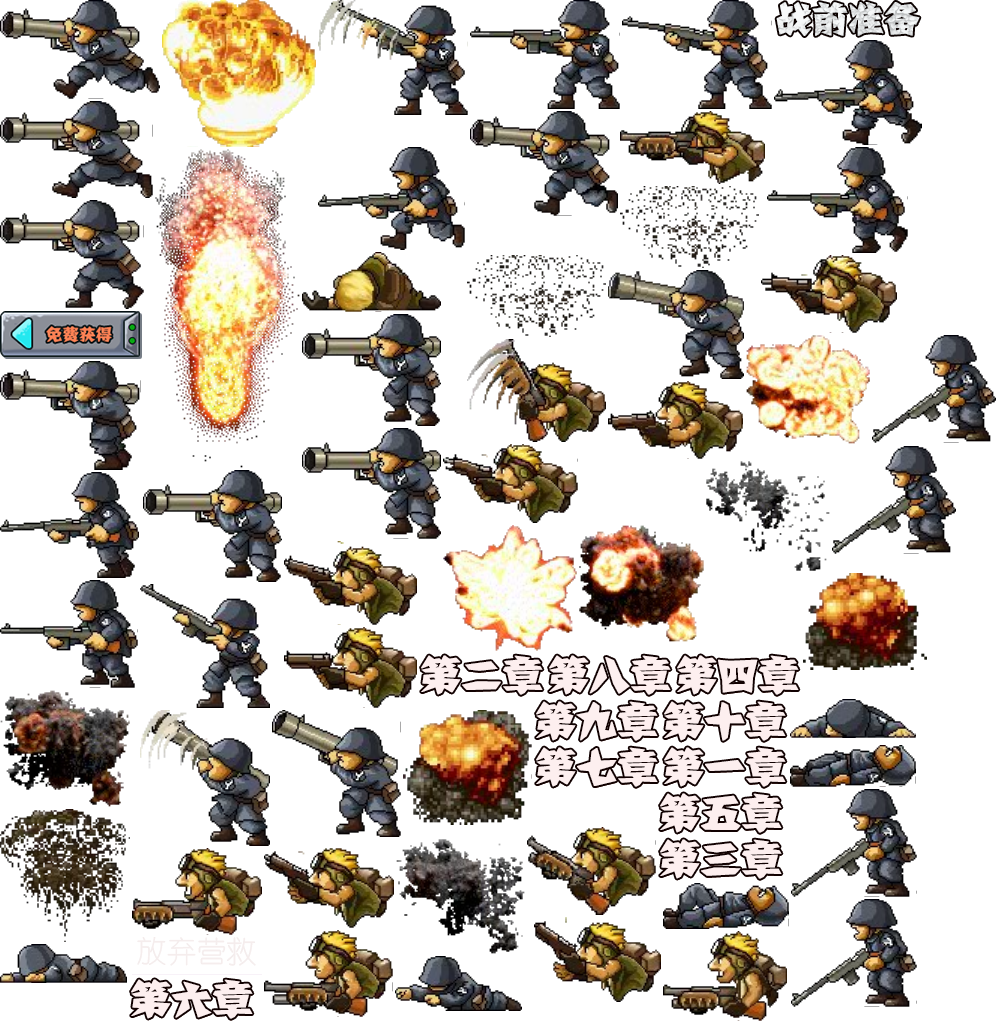 战前准备
免费获得
第二章 第八章 第四章
第九章 第十章
第七章 第一章
第五章
第三章
放弃营救
第六章